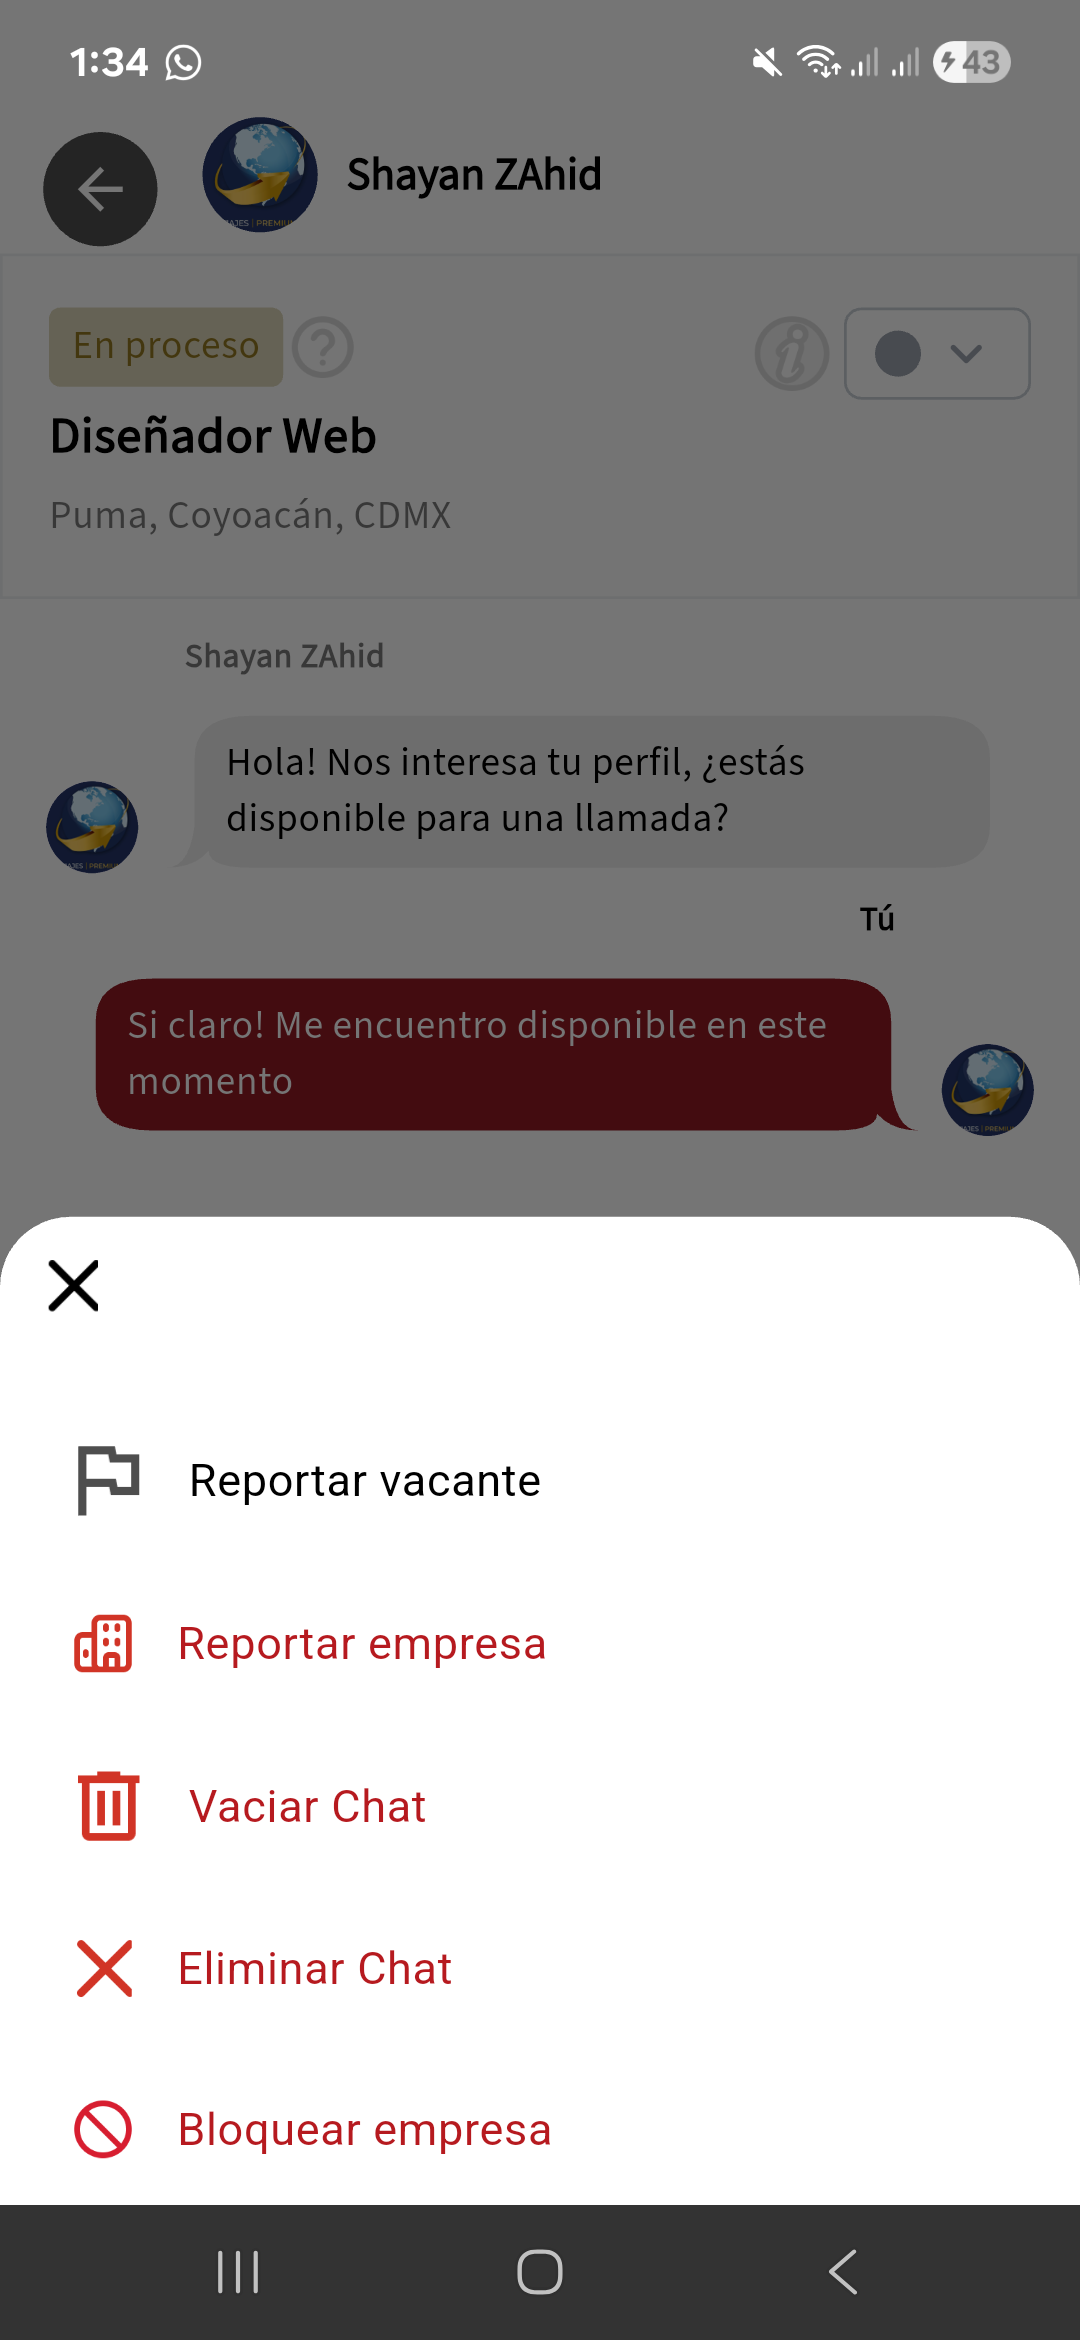 1:34
43
Shayan ZAhid
En proceso
Diseñador Web
Puma, Coyoacán, CDMX
Shayan ZAhid
Hola! Nos interesa tu perfil, ¿estás
disponible para una llamada?
Tú
Si claro! Me encuentro disponible en este
momento
Reportar vacante
Reportar empresa
Vaciar Chat
Eliminar Chat
Bloquear empresa